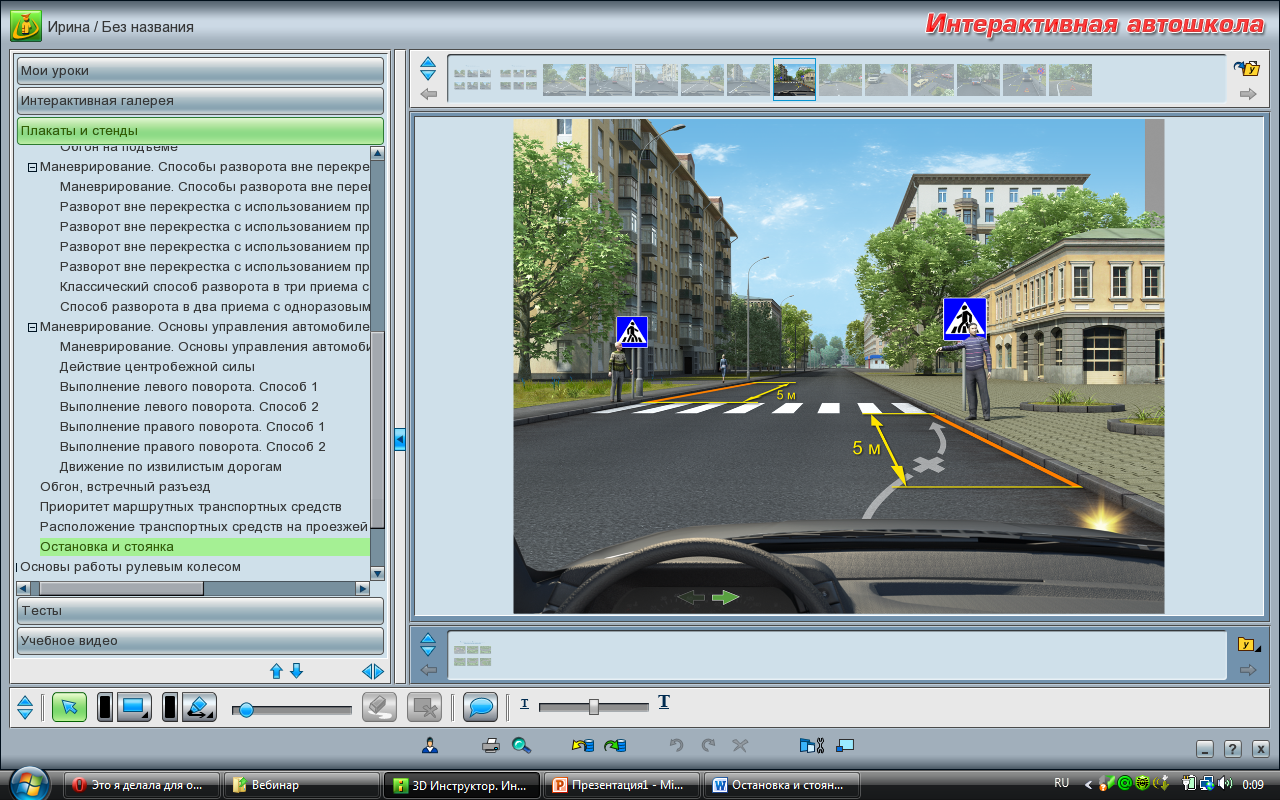 Ирина / Без названия
Интерактивная автошкола
Мои уроки
Интерактивная галерея
Плакаты и стенды
Обгон на подъеме
Маневрирование. Способы разворота вне перекре
Маневрирование. Способы разворота вне пере
Разворот вне перекрестка с использованием пр
Разворот вне перекрестка с использованием пр
Разворот вне перекрестка с использованием пр
Разворот вне перекрестка с использованием пр
Классический способ разворота в три приема с
Способ разворота в два приема с одноразовым
Маневрирование. Основы управления автомобиле
Маневрирование. Основы управления автомоби
Действие центробежной силы
Выполнение левого поворота. Способ 1
Выполнение левого поворота. Способ 2
Выполнение правого поворота. Способ 1
Выполнение правого поворота. Способ 2
Движение по извилистым дорогам
Обгон, встречный разъезд
Приоритет маршрутных транспортных средств
Расположение транспортных средств на проезжей
Остановка и стоянка
Основы работы рулевым колесом
Тесты
Учебное видео
5 м
5 м
У
У
T T
?
Это я делала для о...
Вебинар
3D Инструктор. Ин...
Презентация1 - Mi...
Остановка и стоян...
RU
0:09